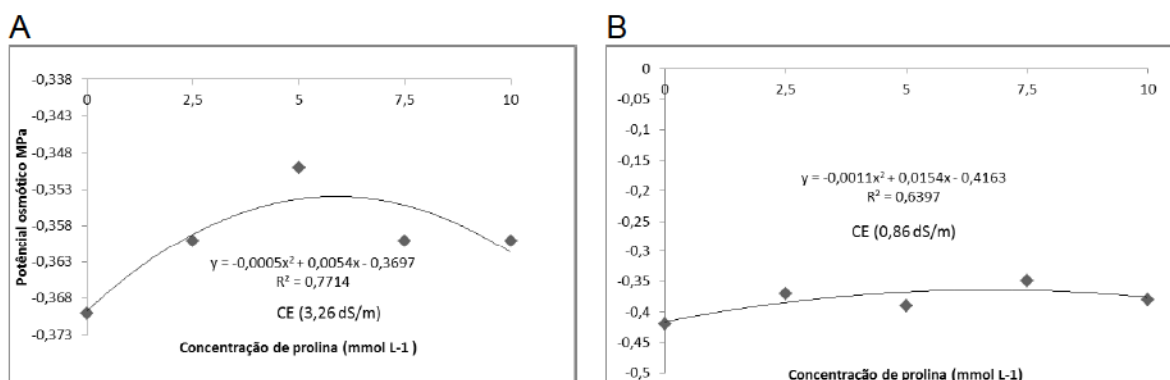 A
-0,338
0 2,5 5 7,5 10
-0,343
-0,348
-0,353
-0,358
-0,363
-0,368
-0,373
Potêncial osmótico MPa
y = -0,0005x² + 0,0054x - 0,3697
R² = 0,7714
CE (3,26 dS/m)
Concentração de prolina (mmol L-1 )
B
0
0 2,5 5 7,5 10
-0,05
-0,1
-0,15
-0,2
-0,25
-0,3
-0,35
-0,4
-0,45
-0,5
y = -0,0011x² + 0,0154x - 0,4163
R² = 0,6397
CE (0,86 dS/m)
Concentração de prolina (mmol L-1)